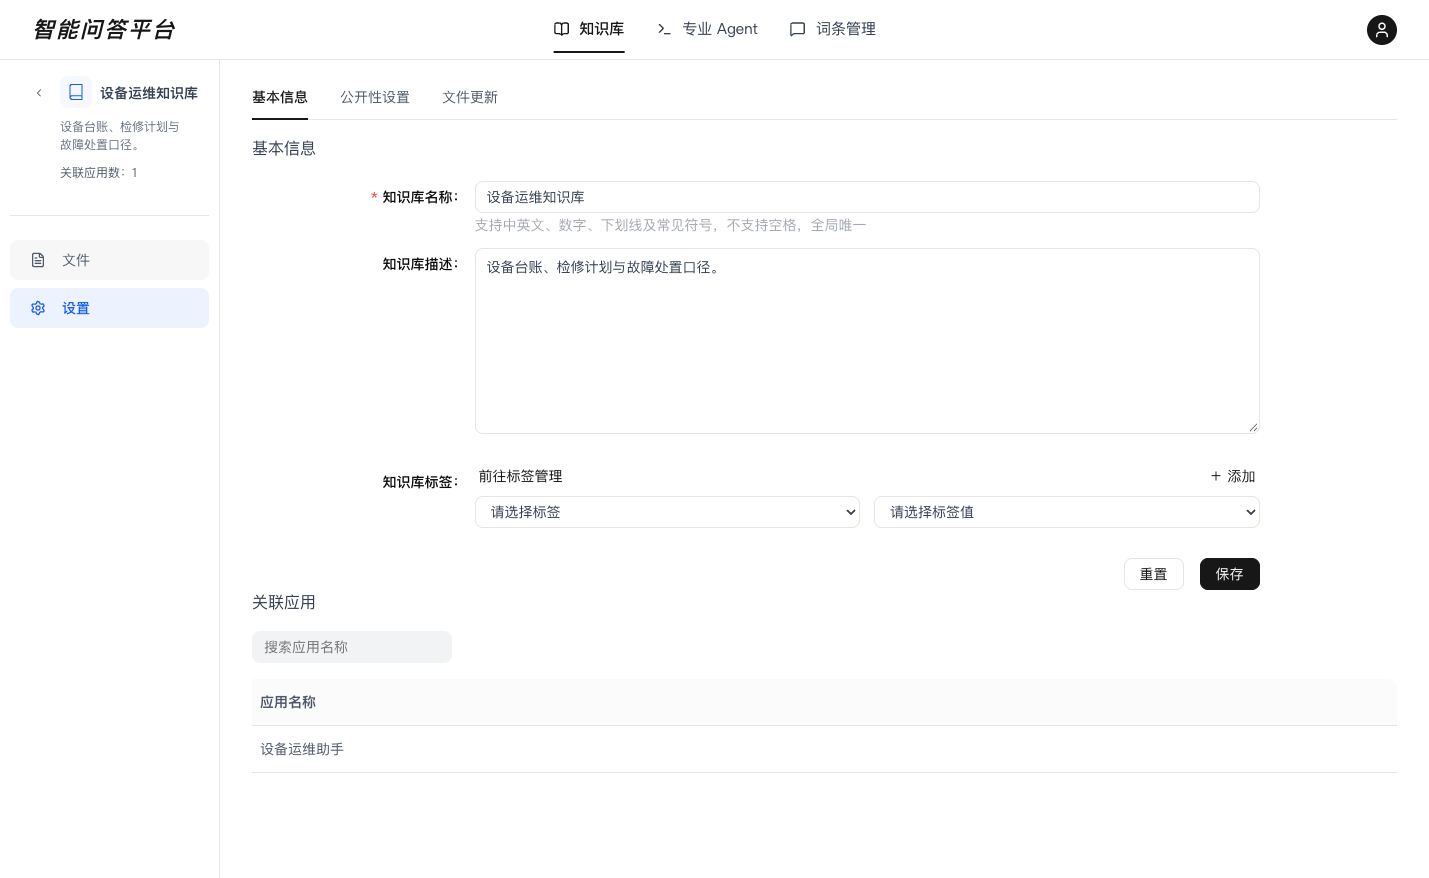 智能问答平台
知识库
专业 Agent
词条管理
设备运维知识库
设备台账、检修计划与
故障处置口径。
关联应用数：1
文件
设置
基本信息
公开性设置
文件更新
基本信息
* 知识库名称：
设备运维知识库
支持中英文、数字、下划线及常见符号，不支持空格，全局唯一
知识库描述：
设备台账、检修计划与故障处置口径。
知识库标签：
前往标签管理
+ 添加
请选择标签
请选择标签值
重置
保存
关联应用
搜索应用名称
应用名称
设备运维助手